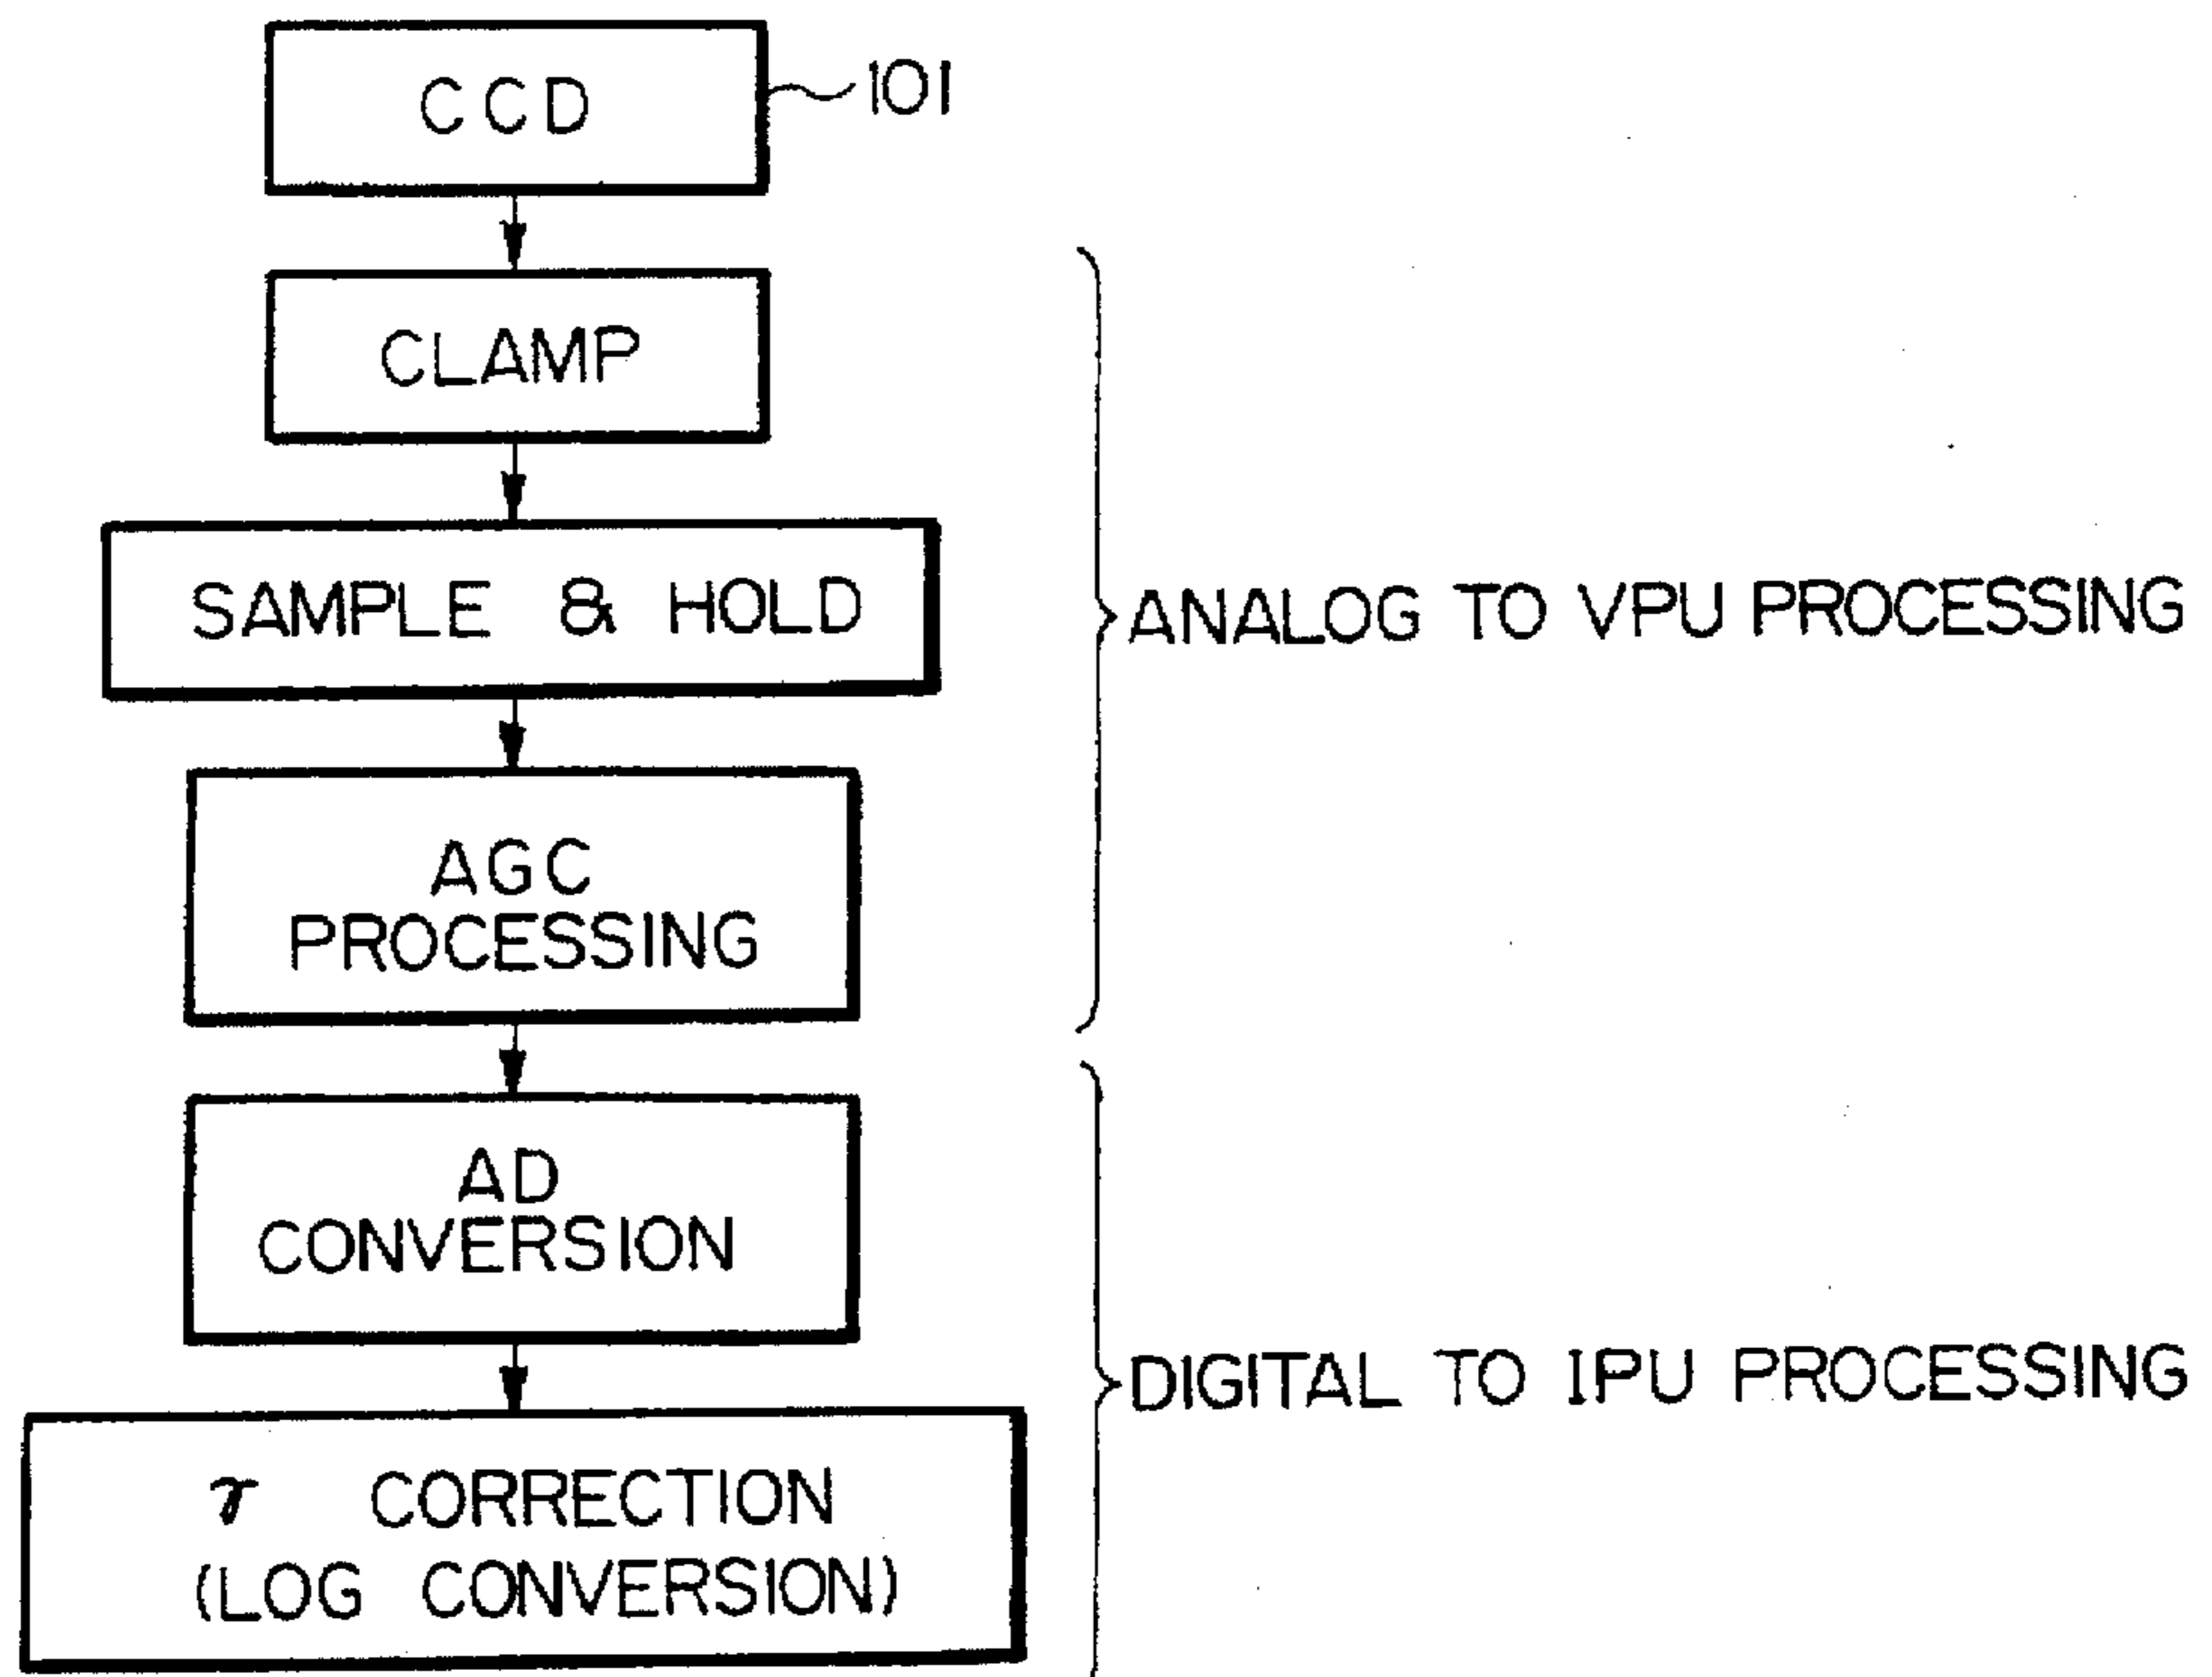 CCD
101
CLAMP
SAMPLE & HOLD
ANALOG TO VPU PROCESSING
AGC
PROCESSING
AD
CONVERSION
DIGITAL TO IPU PROCESSING
γ CORRECTION
(LOG CONVERSION)